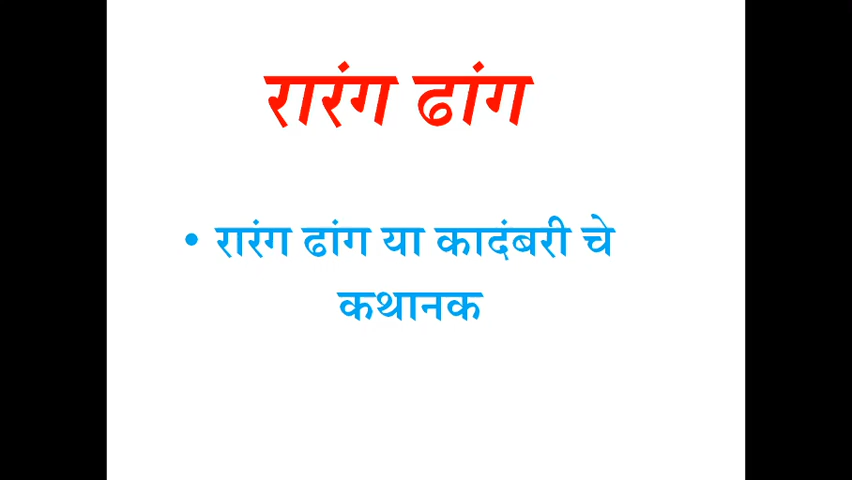 रारंग ढांग
• रारंग ढांग या कादंबरी चे
कथानक